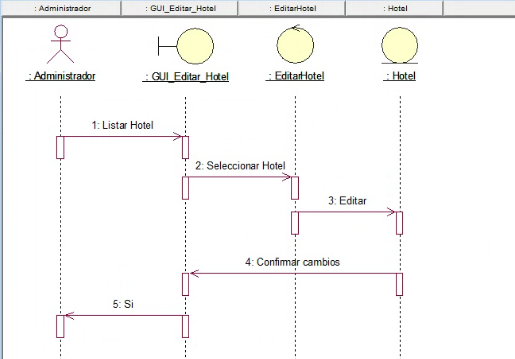 : Administrador
: GUI_Editar_Hotel
: EditarHotel
: Hotel
: Administrador
: GUI_Editar_Hotel
: EditarHotel
: Hotel
1: Listar Hotel
2: Seleccionar Hotel
3: Editar
4: Confirmar cambios
5: Si